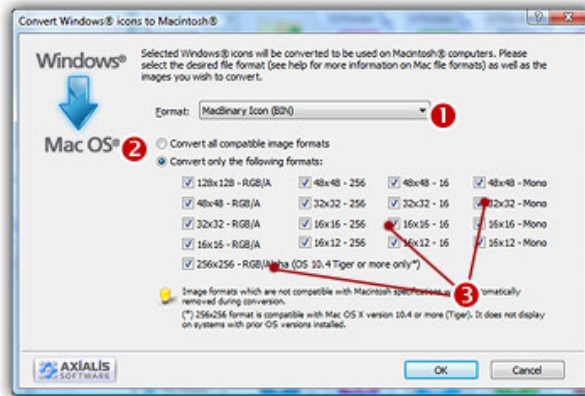 Convert Windows® icons to Macintosh®
Windows®
Mac OS®
Selected Windows® icons will be converted to be used on Macintosh® computers. Please
select the desired file format (see help for more information on Mac file formats) as well as the
images you wish to convert.
Format: MacBinary Icon (BIN)
1
2
Convert all compatible image formats
Convert only the following formats:
128x128 - RGB/A 48x48 - 256 48x48 - 16 48x48 - Mono
48x48 - RGB/A 32x32 - 256 32x32 - 16 32x32 - Mono
32x32 - RGB/A 16x16 - 256 16x16 - 16 16x16 - Mono
16x16 - RGB/A 16x12 - 256 16x12 - 16 16x12 - Mono
256x256 - RGB/Alpha (OS 10.4 Tiger or more only*)
3
Image formats which are not compatible with Macintosh specifications
removed during conversion.
(*) 256x256 format is compatible with Mac OS X version 10.4 or more (Tiger). It does not display
on systems with prior OS versions installed.
AXIALIS
SOFTWARE
OK Cancel